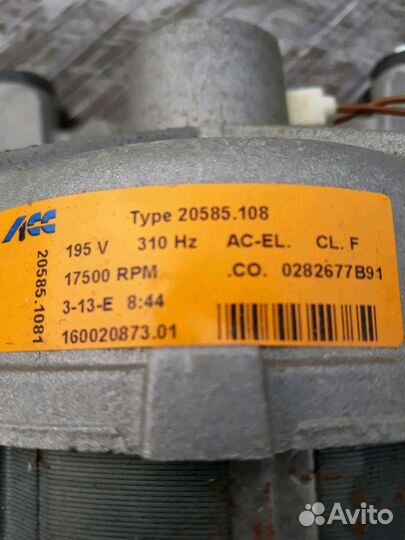 ACC
Type 20585.108
195 V 310 Hz AC-EL. CL. F
17500 RPM .CO. 0282677B91
3-13-E 8:44
160020873.01
20585.1081
Avito